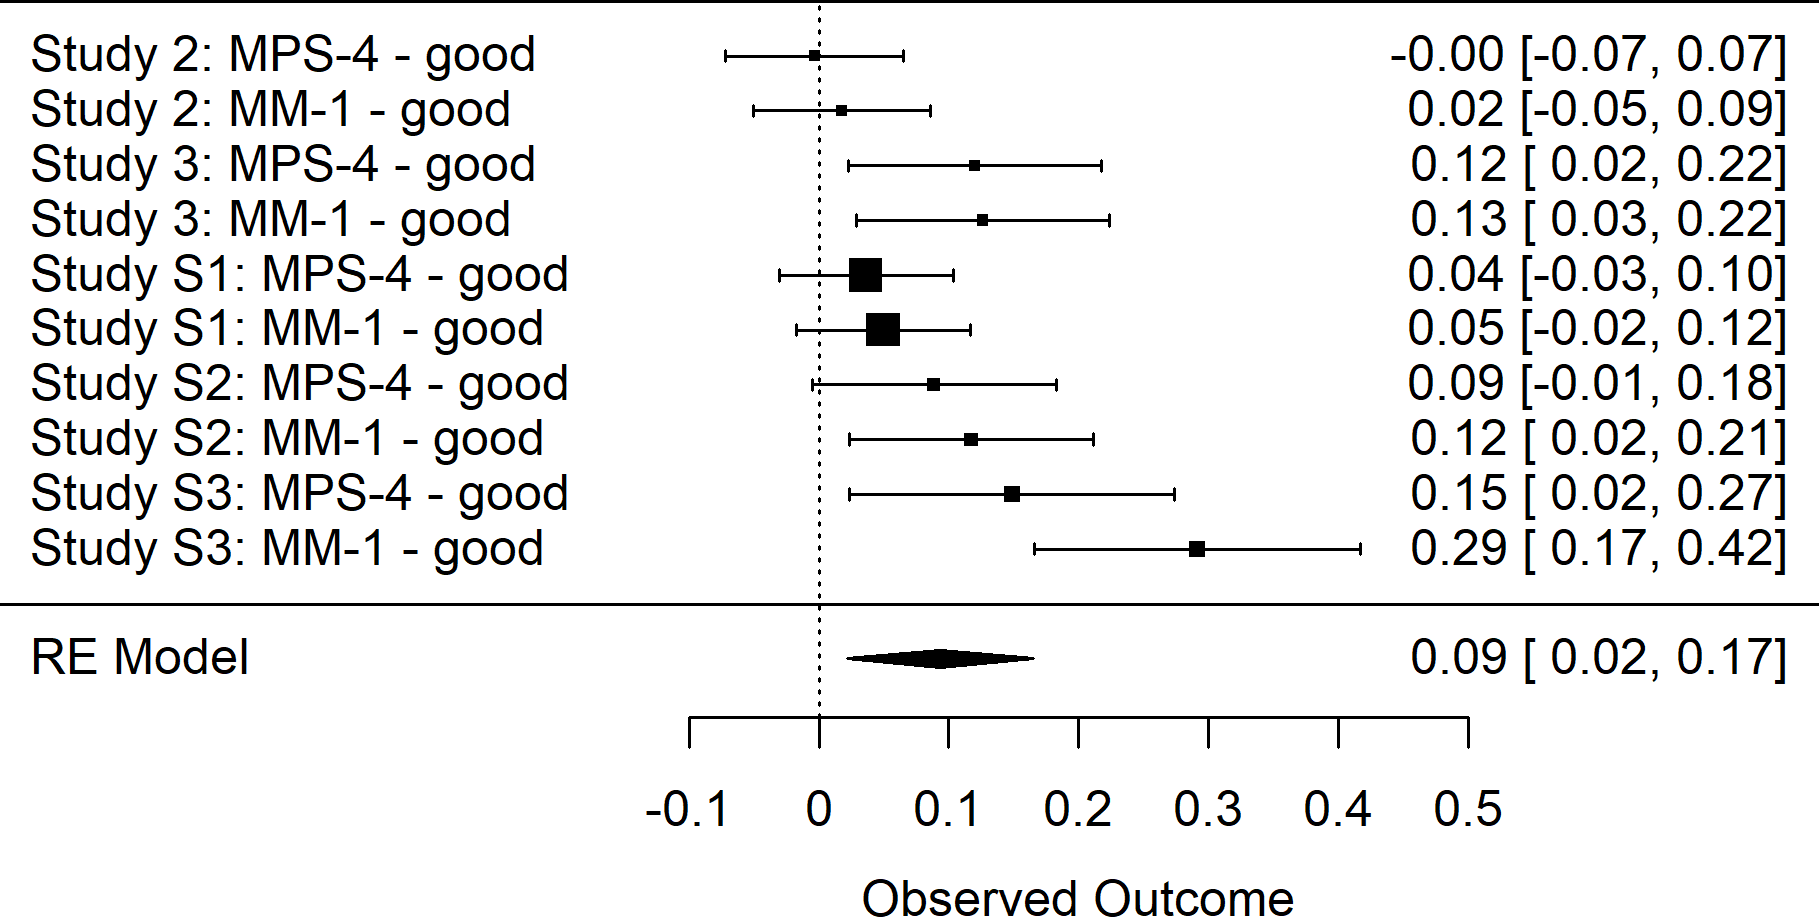 Study 2: MPS-4 - good -0.00 [-0.07, 0.07]
Study 2: MM-1 - good 0.02 [-0.05, 0.09]
Study 3: MPS-4 - good 0.12 [ 0.02, 0.22]
Study 3: MM-1 - good 0.13 [ 0.03, 0.22]
Study S1: MPS-4 - good 0.04 [-0.03, 0.10]
Study S1: MM-1 - good 0.05 [-0.02, 0.12]
Study S2: MPS-4 - good 0.09 [-0.01, 0.18]
Study S2: MM-1 - good 0.12 [ 0.02, 0.21]
Study S3: MPS-4 - good 0.15 [ 0.02, 0.27]
Study S3: MM-1 - good 0.29 [ 0.17, 0.42]
RE Model 0.09 [ 0.02, 0.17]
-0.1 0 0.1 0.2 0.3 0.4 0.5
Observed Outcome